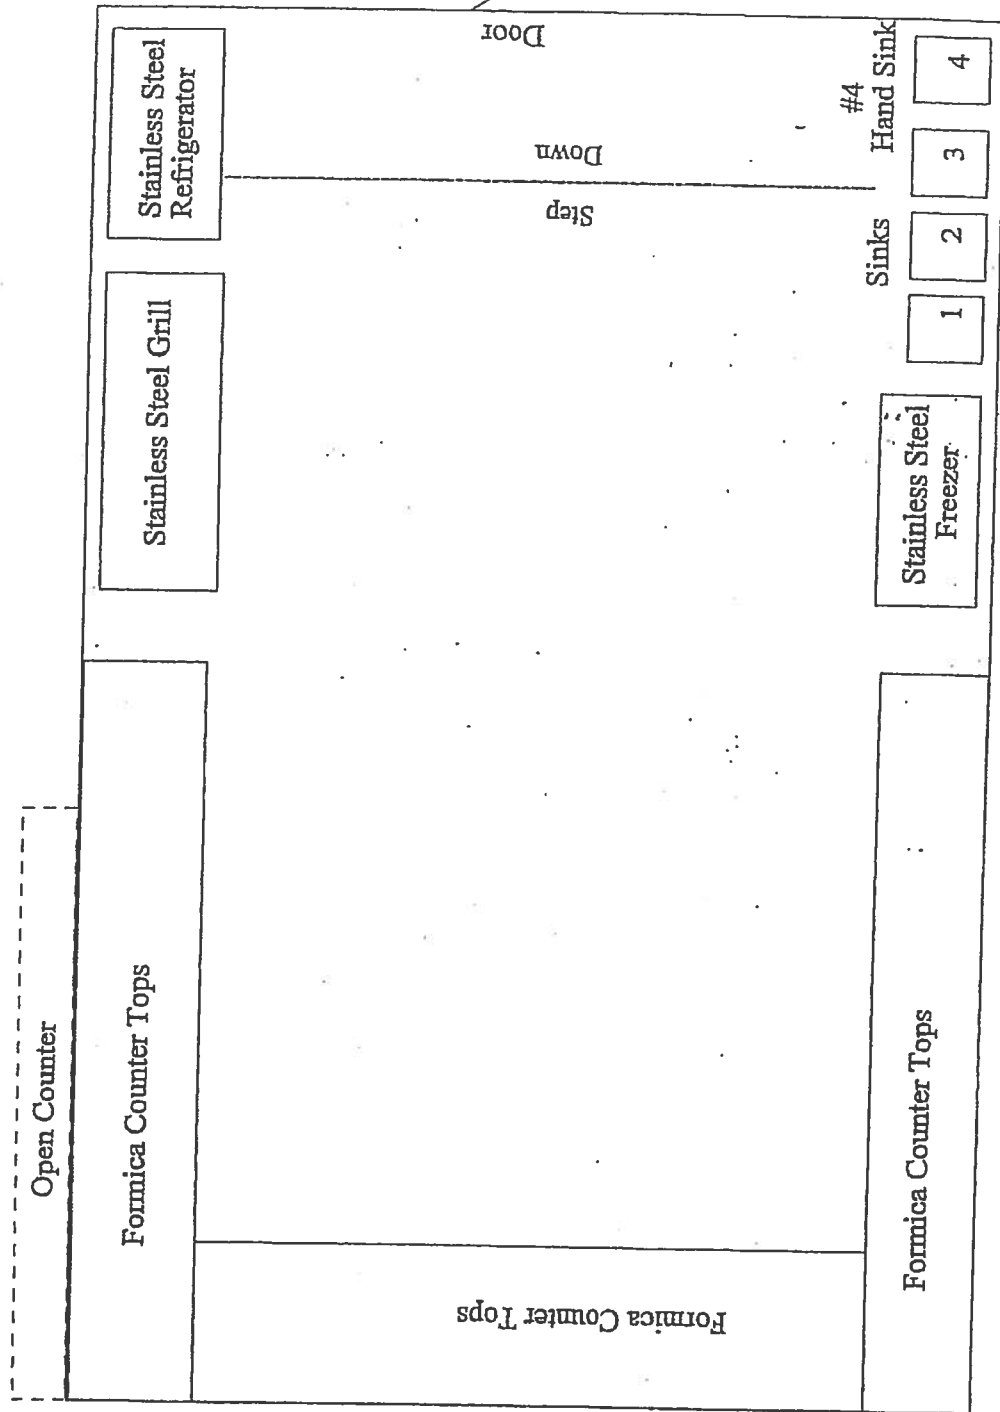 Door
Stainless Steel
Refrigerator
#4
Hand Sink
4
3
Down
Step
Sinks
2
1
Stainless Steel Grill
Stainless Steel
Freezer
Open Counter
Formica Counter Tops
Formica Counter Tops
Formica Counter Tops